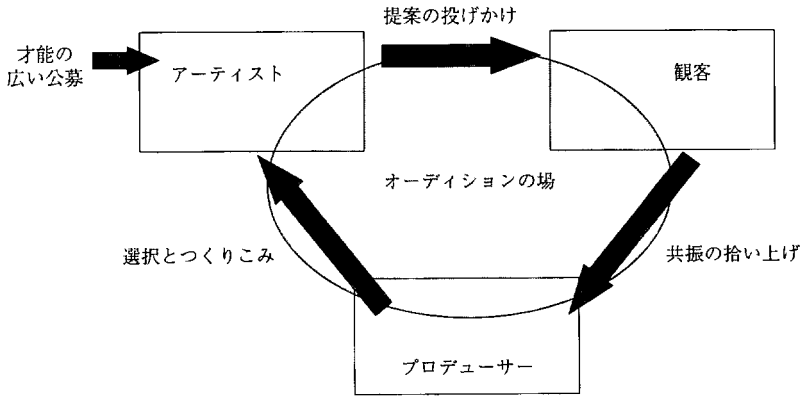 提案の投げかけ
才能の
広い公募
アーティスト
観客
オーディションの場
選択とつくりこみ
共振の拾い上げ
プロデューサー